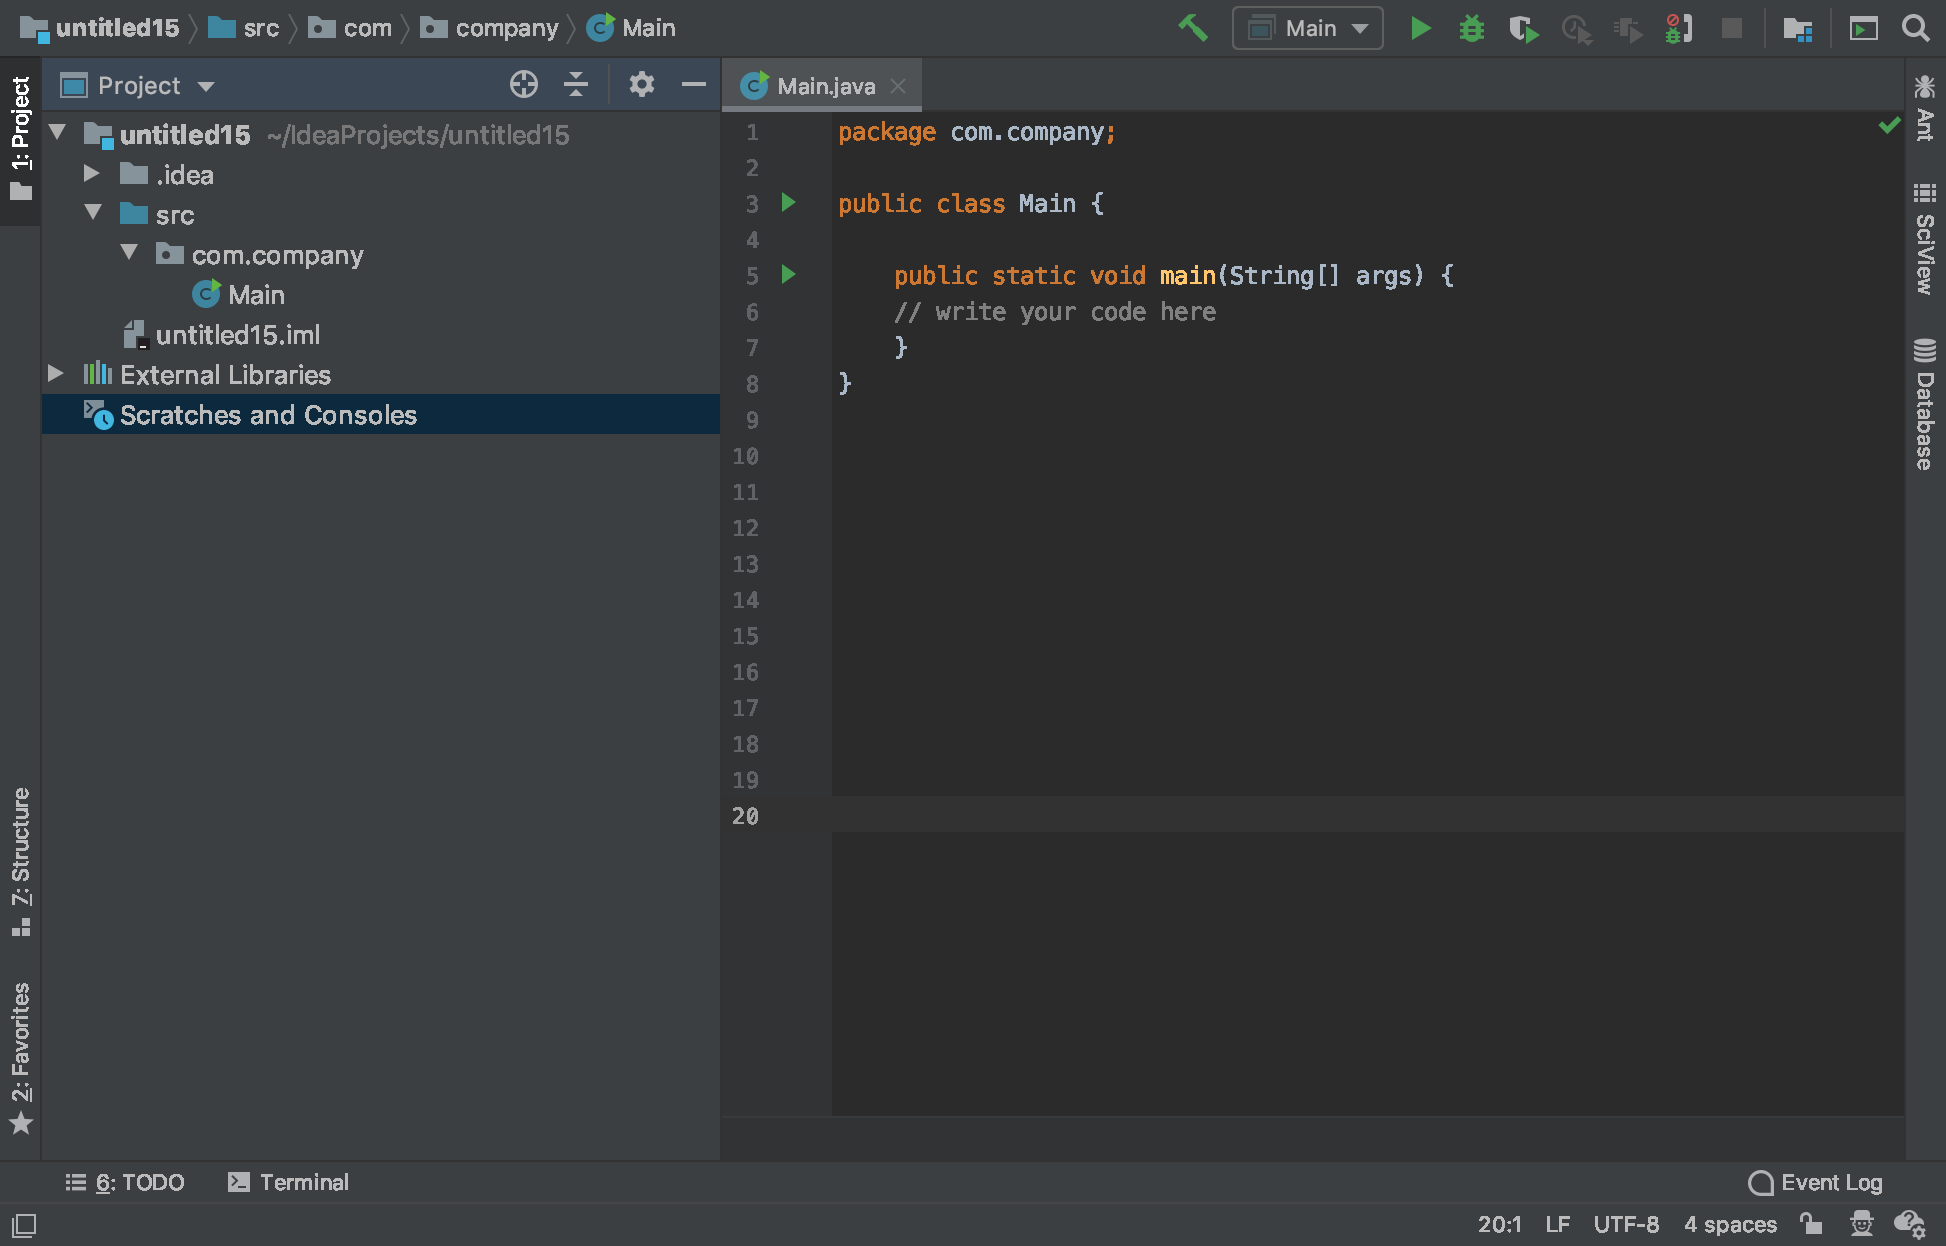 untitled15 src com company Main
Main
1: Project
7: Structure
2: Favorites
Project
untitled15 ~/IdeaProjects/untitled15
.idea
src
com.company
Main
untitled15.iml
External Libraries
Scratches and Consoles
Main.java
1 package com.company;
2
3 public class Main {
4
5 public static void main(String[] args) {
6 // write your code here
7 }
8 }
9
10
11
12
13
14
15
16
17
18
19
20
Ant
SciView
Database
6: TODO Terminal Event Log
20:1 LF UTF-8 4 spaces